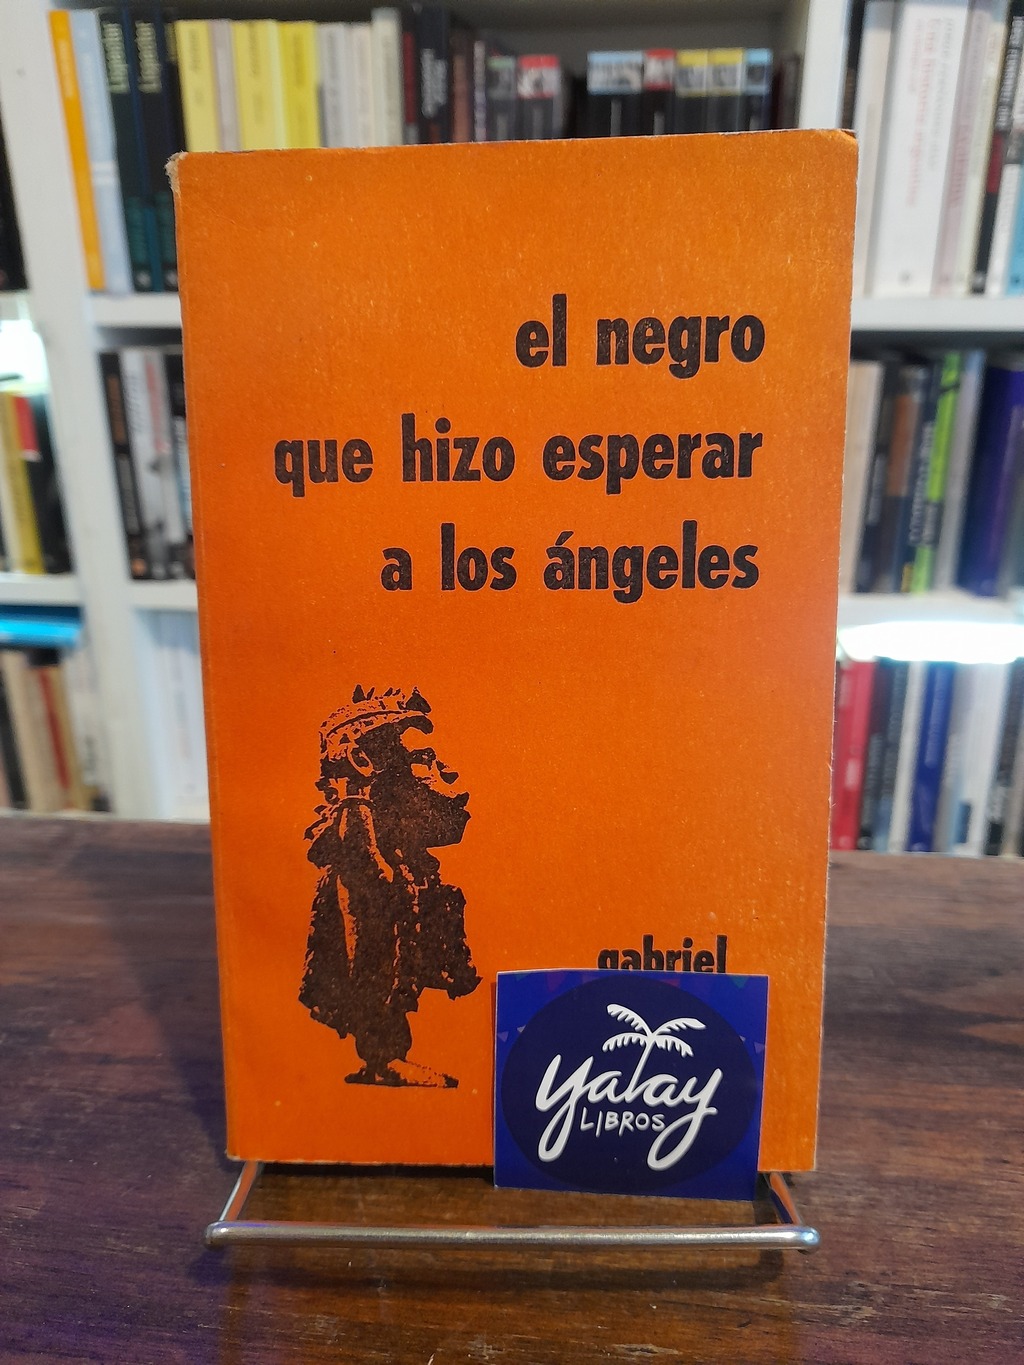 el negro
que hizo esperar
a los ángeles
gabriel
yalay
LIBROS